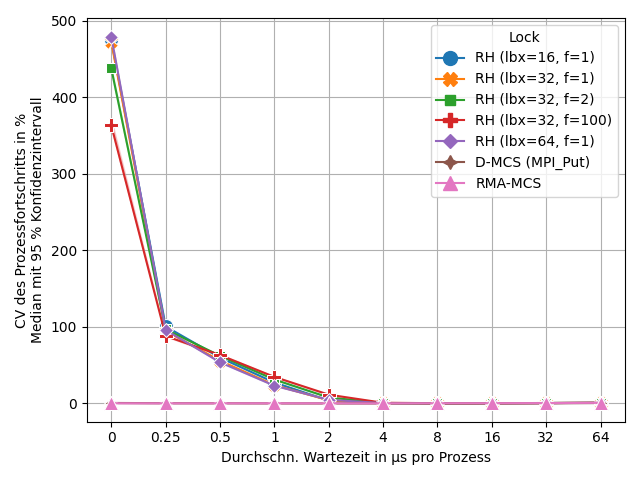 CV des Prozessfortschritts in %
Median mit 95 % Konfidenzintervall
500
400
300
200
100
0
Lock
RH (lbx=16, f=1)
RH (lbx=32, f=1)
RH (lbx=32, f=2)
RH (lbx=32, f=100)
RH (lbx=64, f=1)
D-MCS (MPI_Put)
RMA-MCS
0 0.25 0.5 1 2 4 8 16 32 64
Durchschn. Wartezeit in µs pro Prozess